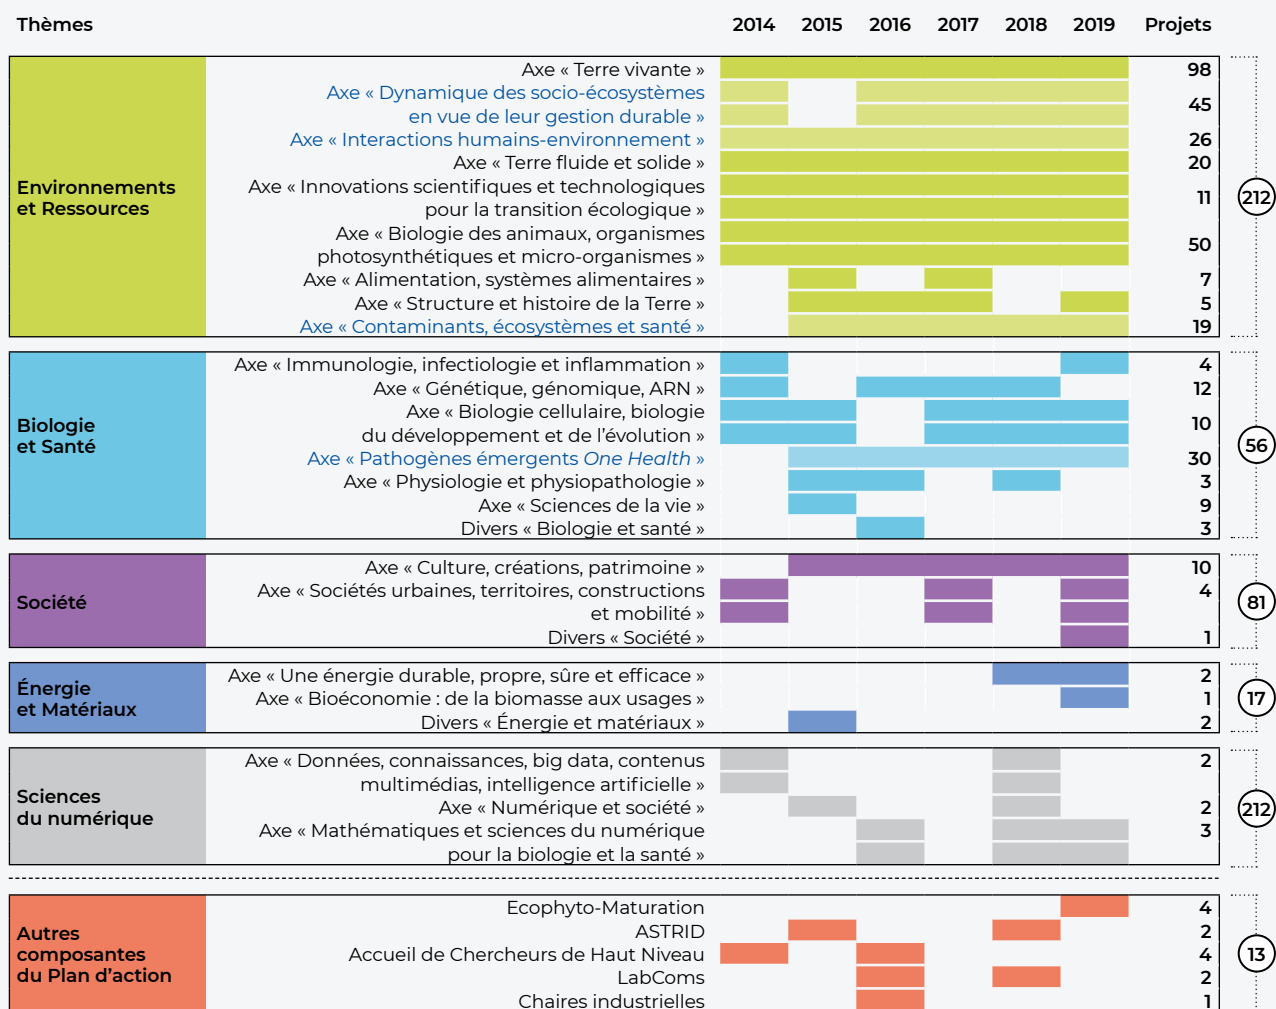 Thèmes 2014 2015 2016 2017 2018 2019 Projets
Environnements
et Ressources
212
Axe « Terre vivante » 98
Axe « Dynamique des socio-écosystèmes
en vue de leur gestion durable » 45
Axe « Interactions humains-environnement » 26
Axe « Terre fluide et solide » 20
Axe « Innovations scientifiques et technologiques
pour la transition écologique » 11
Axe « Biologie des animaux, organismes
photosynthétiques et micro-organismes » 50
Axe « Alimentation, systèmes alimentaires » 7
Axe « Structure et histoire de la Terre » 5
Axe « Contaminants, écosystèmes et santé » 19
Biologie
et Santé
56
Axe « Immunologie, infectiologie et inflammation » 4
Axe « Génétique, génomique, ARN » 12
Axe « Biologie cellulaire, biologie
du développement et de l'évolution » 10
Axe « Pathogènes émergents One Health » 30
Axe « Physiologie et physiopathologie » 3
Axe « Sciences de la vie » 9
Divers « Biologie et santé » 3
Société
81
Axe « Culture, créations, patrimoine » 10
Axe « Sociétés urbaines, territoires, constructions 4
et mobilité »
Divers « Société » 1
Énergie
et Matériaux
17
Axe « Une énergie durable, propre, sûre et efficace » 2
Axe « Bioéconomie : de la biomasse aux usages » 1
Divers « Énergie et matériaux » 2
Sciences
du numérique
212
Axe « Données, connaissances, big data, contenus 2
multimédias, intelligence artificielle »
Axe « Numérique et société » 2
Axe « Mathématiques et sciences du numérique 3
pour la biologie et la santé »
Autres
composantes
du Plan d'action
13
Ecophyto-Maturation 4
ASTRID 2
Accueil de Chercheurs de Haut Niveau 4
LabComs 2
Chaires industrielles 1